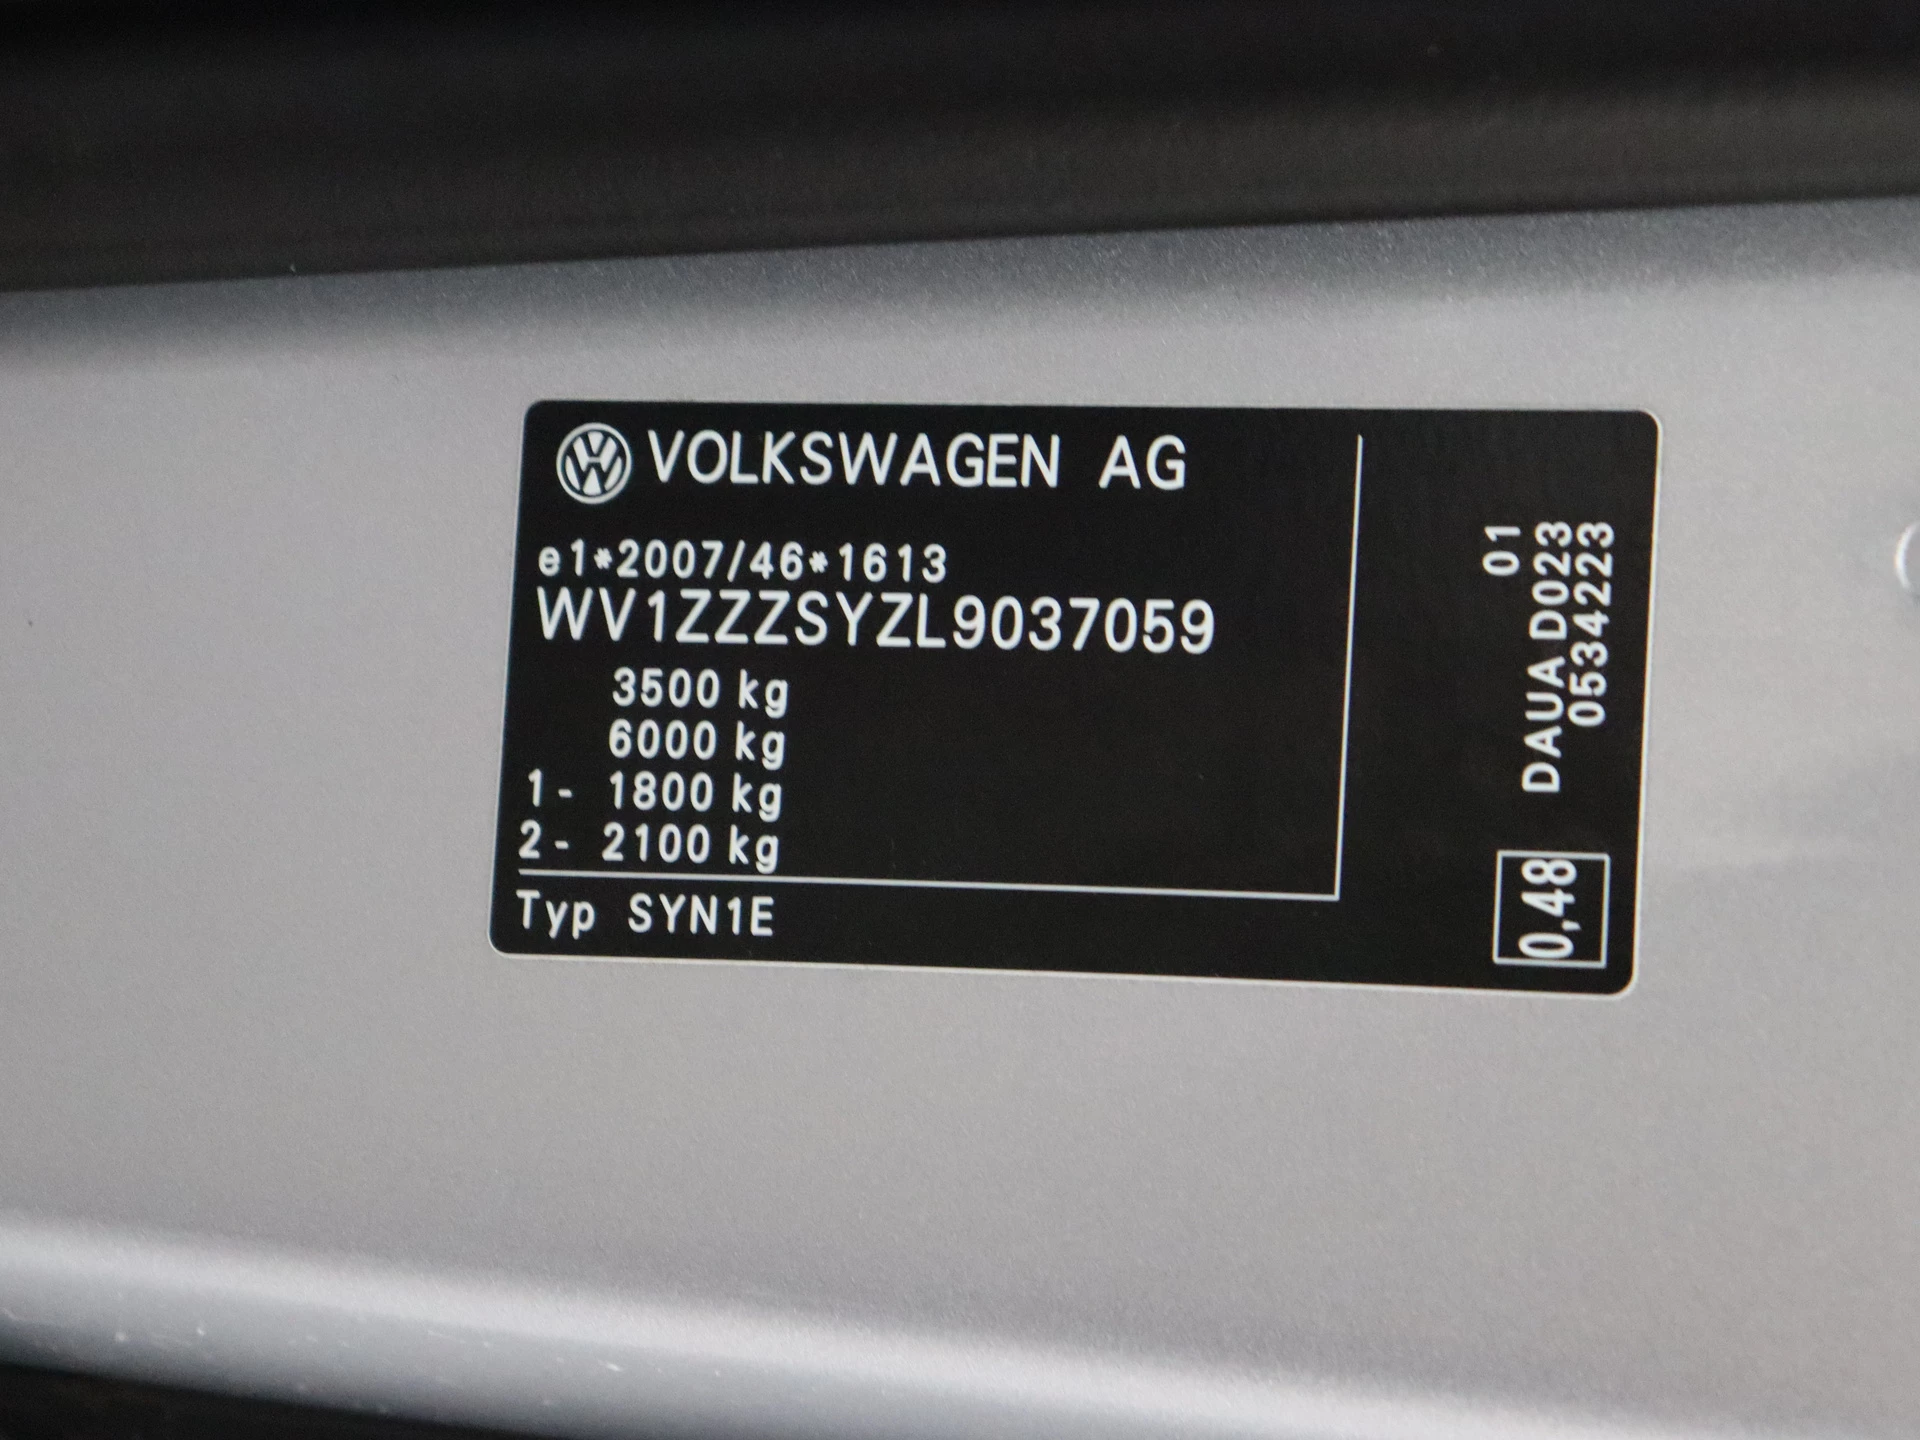 VOLKSWAGEN AG
e1*2007/46*1613
WV1ZZZSYZL9037059
3500 kg
6000 kg
1- 1800 kg
2- 2100 kg
Typ SYN1E
01
DAUA D023
0534223
0,48